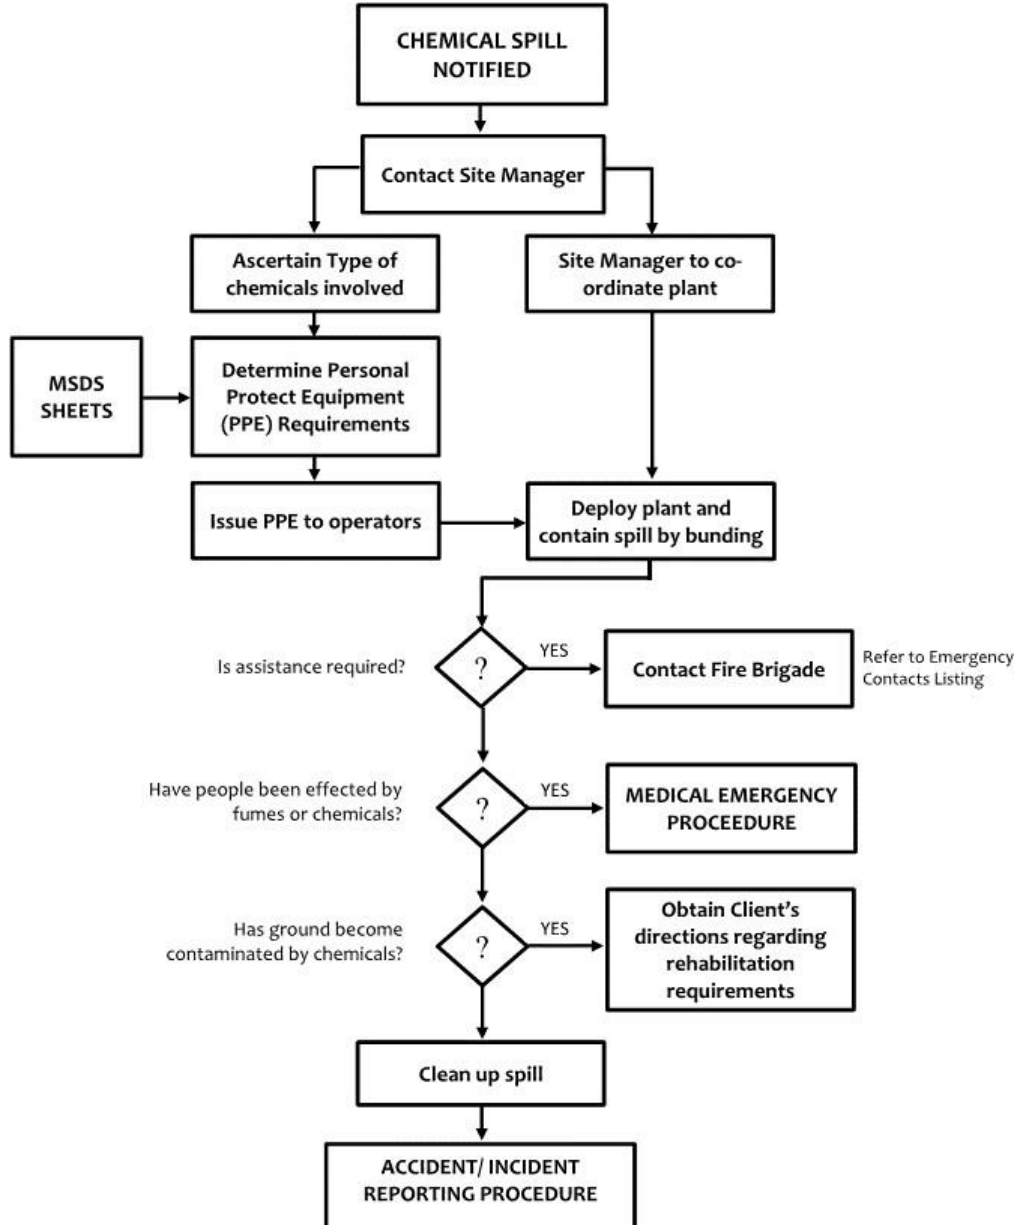 CHEMICAL SPILL
NOTIFIED
Contact Site Manager
Ascertain Type of
chemicals involved
Site Manager to co-
ordinate plant
MSDS
SHEETS
Determine Personal
Protect Equipment
(PPE) Requirements
Issue PPE to operators
Deploy plant and
contain spill by bunding
Is assistance required?
?
YES
Contact Fire Brigade
Refer to Emergency
Contacts Listing
Have people been effected by
fumes or chemicals?
?
YES
MEDICAL EMERGENCY
PROCEEDURE
Has ground become
contaminated by chemicals?
?
YES
Obtain Client’s
directions regarding
rehabilitation
requirements
Clean up spill
ACCIDENT/ INCIDENT
REPORTING PROCEDURE